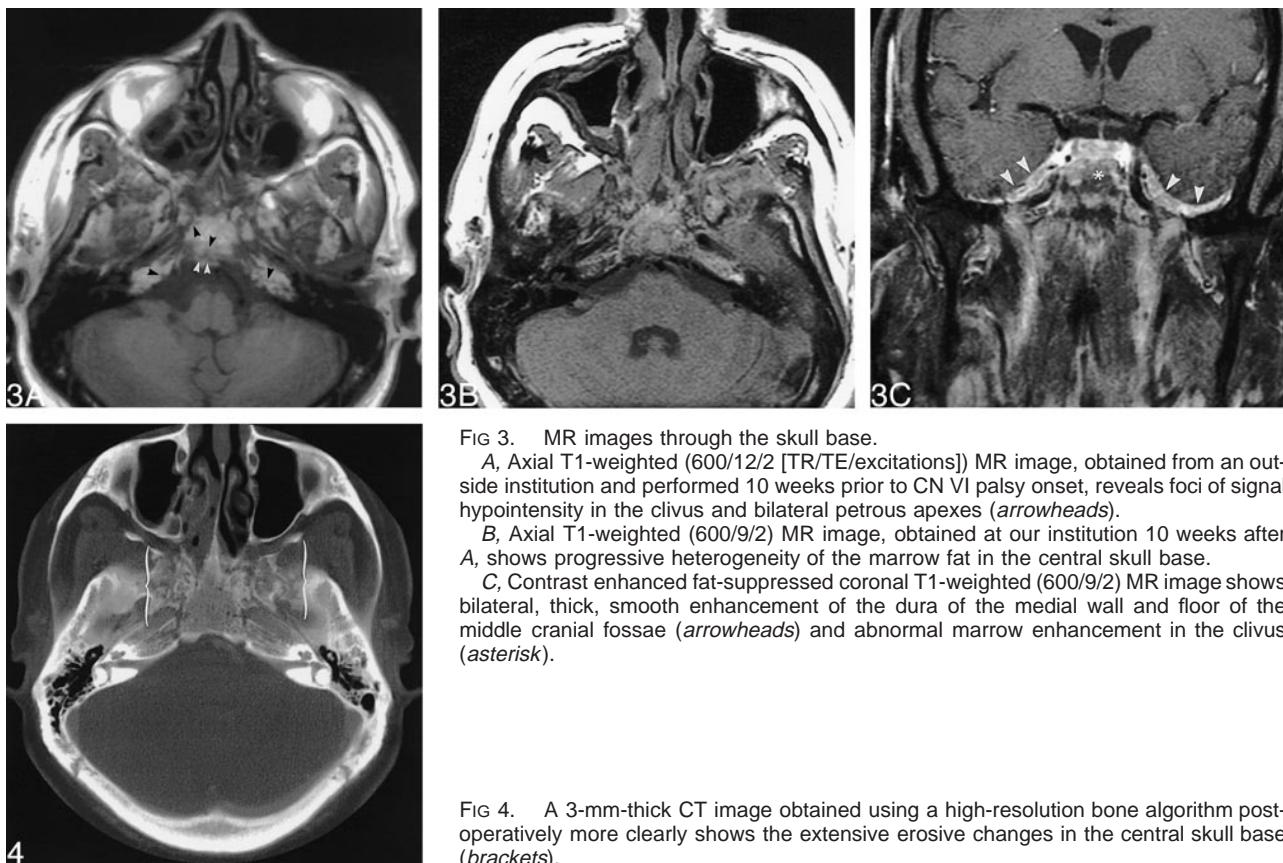 3A
3B
3C
4
FIG 3. MR images through the skull base.
A, Axial T1-weighted (600/12/2 [TR/TE/excitations]) MR image, obtained from an out-
side institution and performed 10 weeks prior to CN VI palsy onset, reveals foci of signal
hypointensity in the clivus and bilateral petrous apexes (arrowheads).
B, Axial T1-weighted (600/9/2) MR image, obtained at our institution 10 weeks after
A, shows progressive heterogeneity of the marrow fat in the central skull base.
C, Contrast enhanced fat-suppressed coronal T1-weighted (600/9/2) MR image shows
bilateral, thick, smooth enhancement of the dura of the medial wall and floor of the
middle cranial fossae (arrowheads) and abnormal marrow enhancement in the clivus
(asterisk).
FIG 4. A 3-mm-thick CT image obtained using a high-resolution bone algorithm post-
operatively more clearly shows the extensive erosive changes in the central skull base
(brackets).